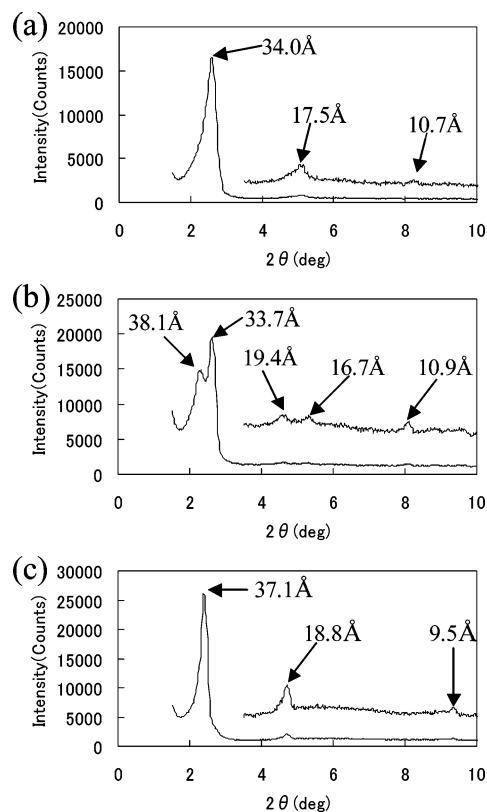 (a)
34.0Å
17.5Å
10.7Å
Intensity(Counts)
20000
15000
10000
5000
0
0 2 4 6 8 10
2θ(deg)
(b)
38.1Å
33.7Å
19.4Å
16.7Å
10.9Å
Intensity(Counts)
25000
20000
15000
10000
5000
0
0 2 4 6 8 10
2θ(deg)
(c)
37.1Å
18.8Å
9.5Å
Intensity(Counts)
30000
25000
20000
15000
10000
5000
0
0 2 4 6 8 10
2θ(deg)